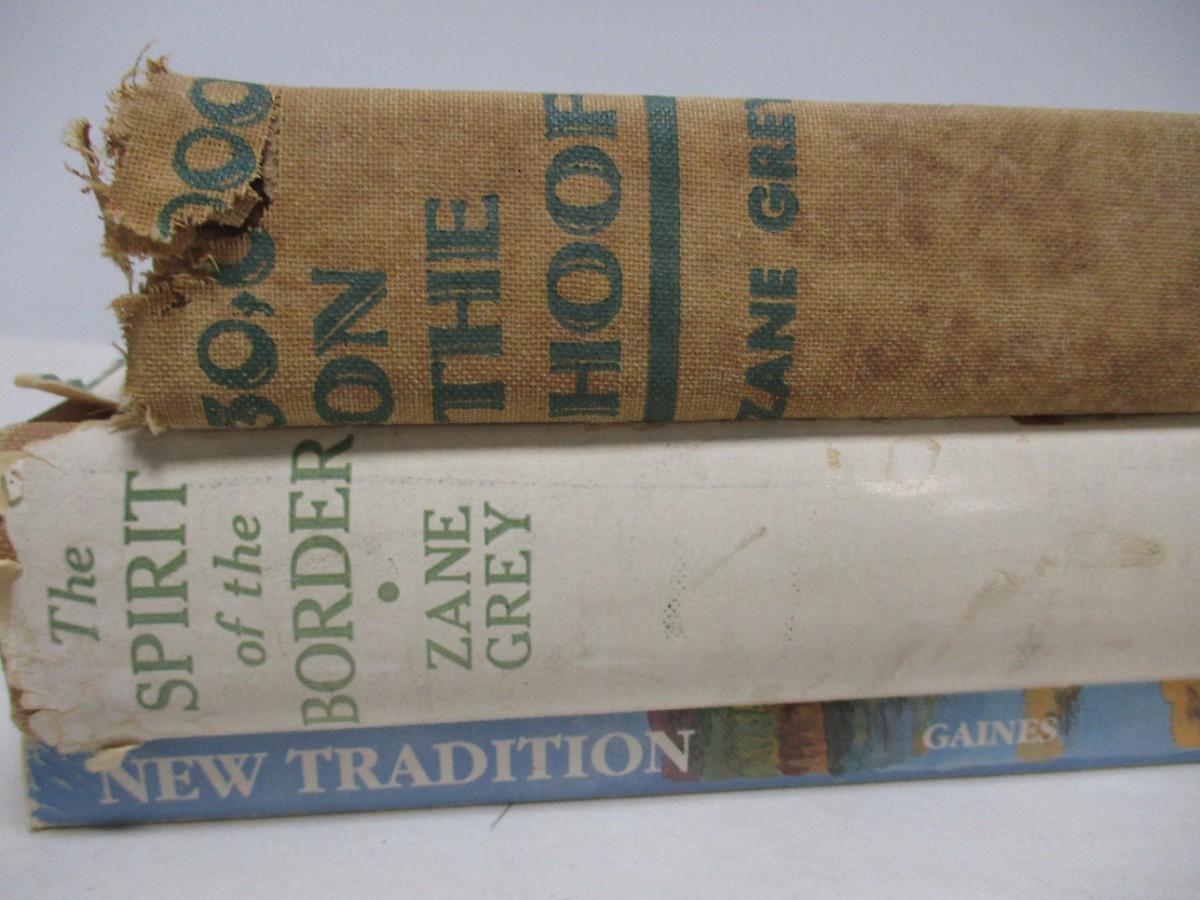 30,000
ON
THE
HOOF
ZANE GREY
The
SPIRIT
of the
BORDER
•
ZANE
GREY
NEW TRADITION
GAINES